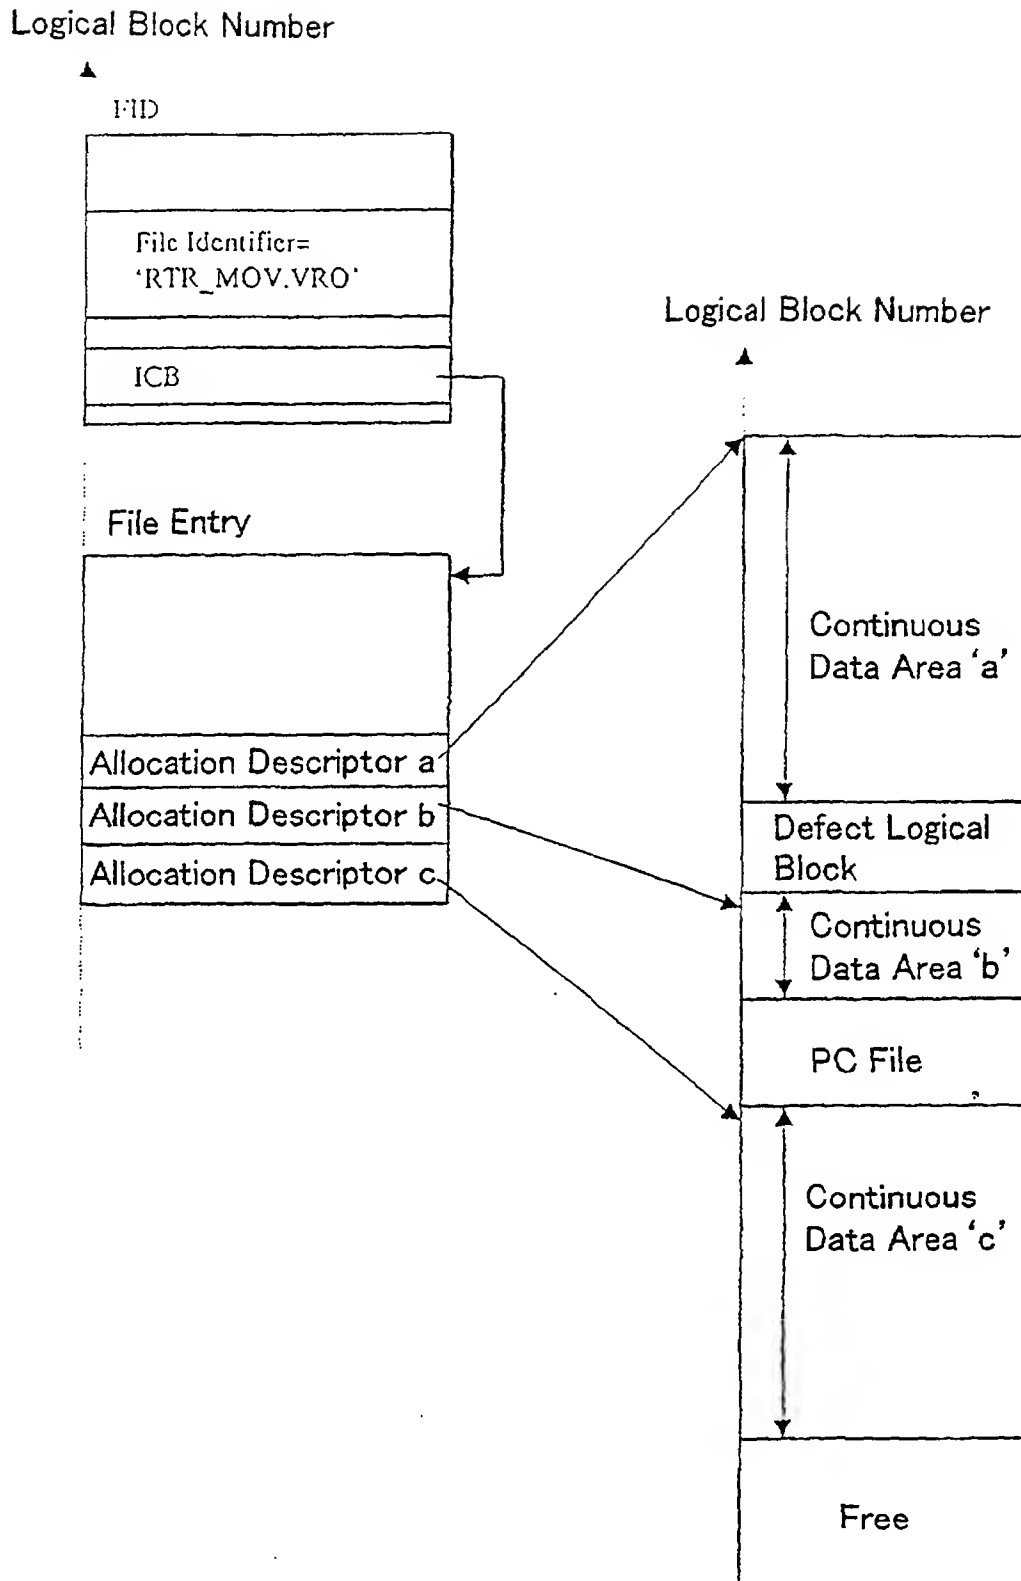 Logical Block Number
FID
File Identifier=
‘RTR_MOV.VRO’
ICB
File Entry
Allocation Descriptor a
Allocation Descriptor b
Allocation Descriptor c
Logical Block Number
Continuous
Data Area ‘a’
Defect Logical
Block
Continuous
Data Area ‘b’
PC File
Continuous
Data Area ‘c’
Free